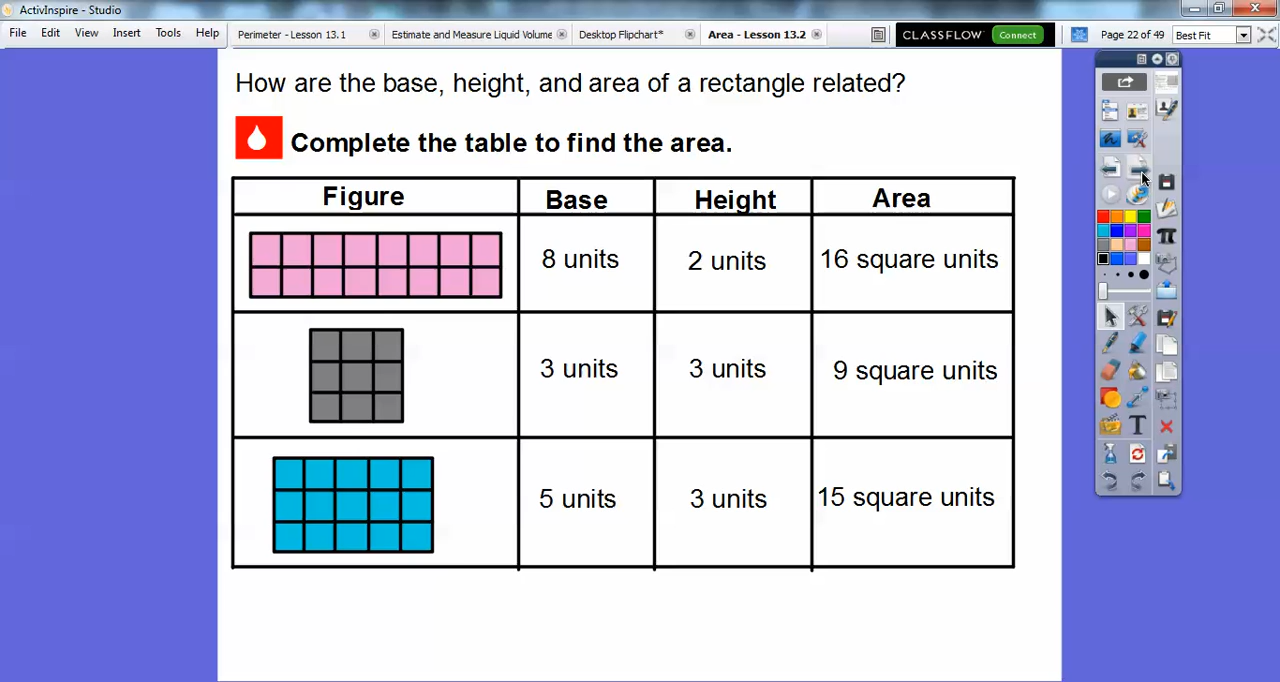 ActivInspire - Studio
File Edit View Insert Tools Help
Perimeter - Lesson 13.1 Estimate and Measure Liquid Volume Desktop Flipchart* Area - Lesson 13.2 CLASSFLOW Connect Page 22 of 49 Best Fit
How are the base, height, and area of a rectangle related?
Complete the table to find the area.
Figure Base Height Area
8 units 2 units 16 square units
3 units 3 units 9 square units
5 units 3 units 15 square units